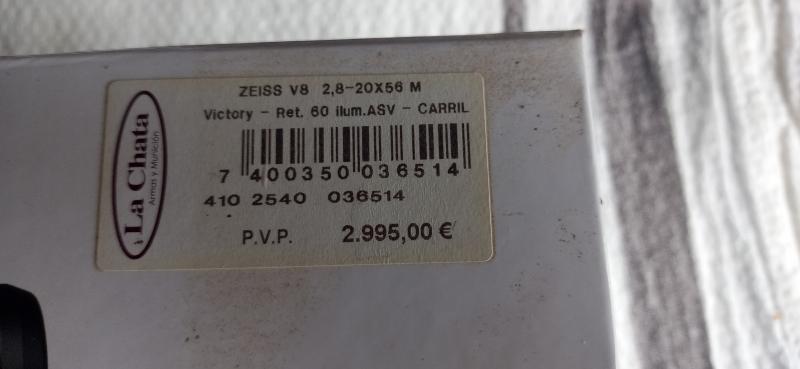 La Chata
Armas y Munición
ZEISS V8 2,8-20X56 M
Victory - Ret. 60 ilum.ASV - CARRIL
7 400350 036514
410 2540 036514
P.V.P. 2.995,00 €